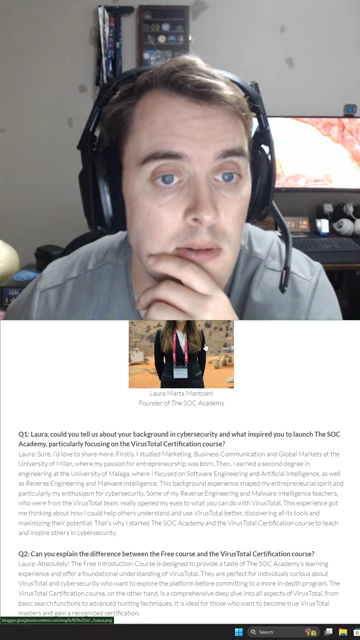 Laura Marta Mantoani
Founder of The SOC Academy
Q1: Laura, could you tell us about your background in cybersecurity and what inspired you to launch The SOC
Academy, particularly focusing on the VirusTotal Certification course?
Laura: Sure, I'd love to share more. Firstly, I studied Marketing, Business Communication and Global Markets at the
University of Milan, where my passion for entrepreneurship was born. Then, I earned a second degree in
engineering at the University of Malaga, where I focused on Software Engineering and Artificial Intelligence, as well
as Reverse Engineering and Malware Intelligence. This background shaped my entrepreneurial spirit and
particularly my enthusiasm for cybersecurity. Some of my Reverse Engineering and Malware Intelligence teachers,
who were from the VirusTotal team, really opened my eyes to what you can do with VirusTotal. This experience got
me thinking about how I could help others understand and use VirusTotal better, discovering all its tools and
maximizing their potential. That's why I started The SOC Academy and the VirusTotal Certification course to teach
and inspire others in cybersecurity.
Q2: Can you explain the difference between the Free course and the VirusTotal Certification course?
Laura: Absolutely! The Free Introduction Course is designed to provide a taste of The SOC Academy's learning
experience and offer a foundational understanding of VirusTotal. They are perfect for individuals curious about
VirusTotal and cybersecurity who want to explore the platform before committing to a more in-depth program. The
VirusTotal Certification course, on the other hand, is a comprehensive deep dive into all aspects of VirusTotal, from
basic search functions to advanced hunting techniques. It is ideal for those who want to become true VirusTotal
masters and gain a recognized certification.
Search